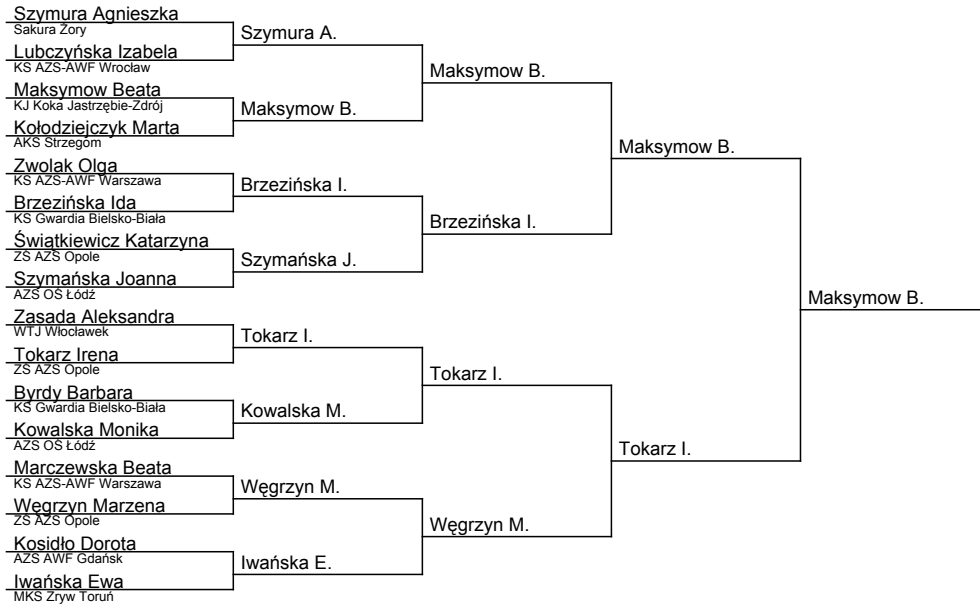 Szymura Agnieszka
Sakura Żory
Lubczyńska Izabela
KS AZS-AWF Wrocław
Maksymow Beata
KJ Koka Jastrzębie-Zdrój
Kołodziejczyk Marta
AKS Strzegom
Zwolak Olga
KS AZS-AWF Warszawa
Brzezińska Ida
KS Gwardia Bielsko-Biała
Świątkiewicz Katarzyna
ZS AZS Opole
Szymańska Joanna
AZS OŚ Łódź
Zasada Aleksandra
WTJ Włocławek
Tokarz Irena
ZS AZS Opole
Byrdy Barbara
KS Gwardia Bielsko-Biała
Kowalska Monika
AZS OŚ Łódź
Marczewska Beata
KS AZS-AWF Warszawa
Węgrzyn Marzena
ZS AZS Opole
Kosidło Dorota
AZS AWF Gdańsk
Iwańska Ewa
MKS Zryw Toruń
Szymura A.
Maksymow B.
Brzezińska I.
Szymańska J.
Tokarz I.
Kowalska M.
Węgrzyn M.
Iwańska E.
Maksymow B.
Brzezińska I.
Tokarz I.
Węgrzyn M.
Maksymow B.
Tokarz I.
Maksymow B.